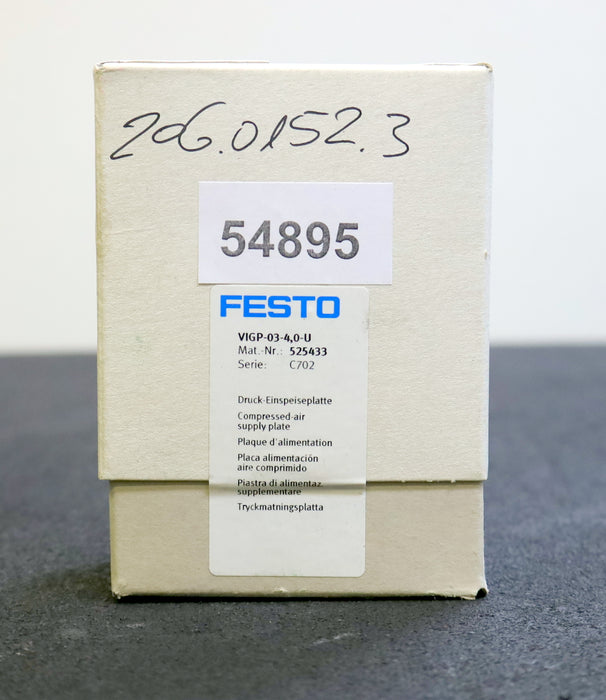 206.0152.3
54895
FESTO
VIGP-03-4,0-U
Mat.-Nr.: 525433
Serie: C702
Druck-Einspeiseplatte
Compressed-air
supply plate
Plaque d'alimentation
Placa alimentación
aire comprimido
Piastra di alimentaz.
supplementare
Tryckmatningsplatta